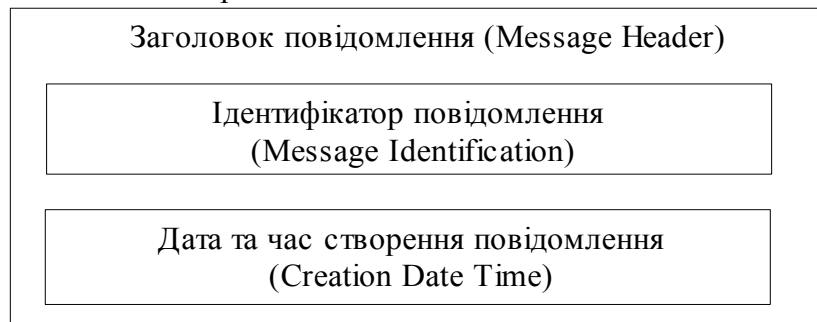 Заголовок повідомлення (Message Header)
Ідентифікатор повідомлення
(Message Identification)
Дата та час створення повідомлення
(Creation Date Time)